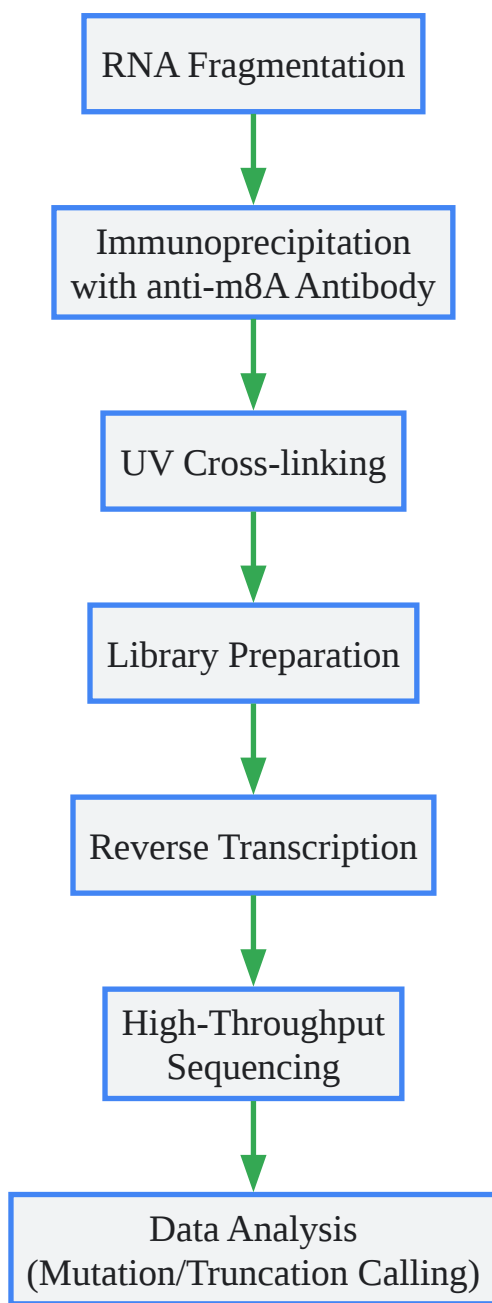 RNA Fragmentation
Immunoprecipitation
with anti-m8A Antibody
UV Cross-linking
Library Preparation
Reverse Transcription
High-Throughput
Sequencing
Data Analysis
(Mutation/Truncation Calling)